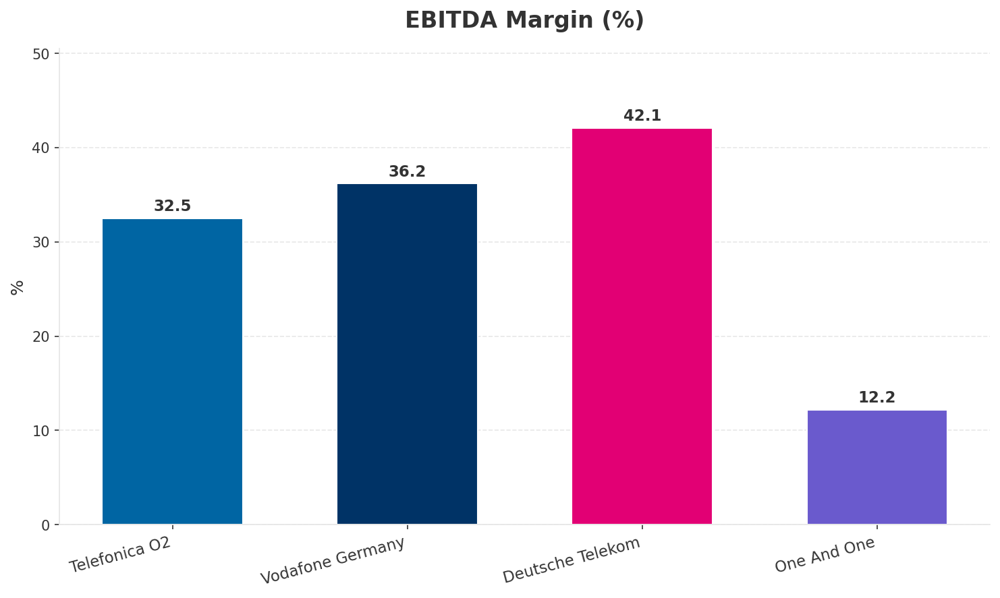 EBITDA Margin (%)
%
50
40
30
20
10
0
32.5
36.2
42.1
12.2
Telefonica O2
Vodafone Germany
Deutsche Telekom
One And One